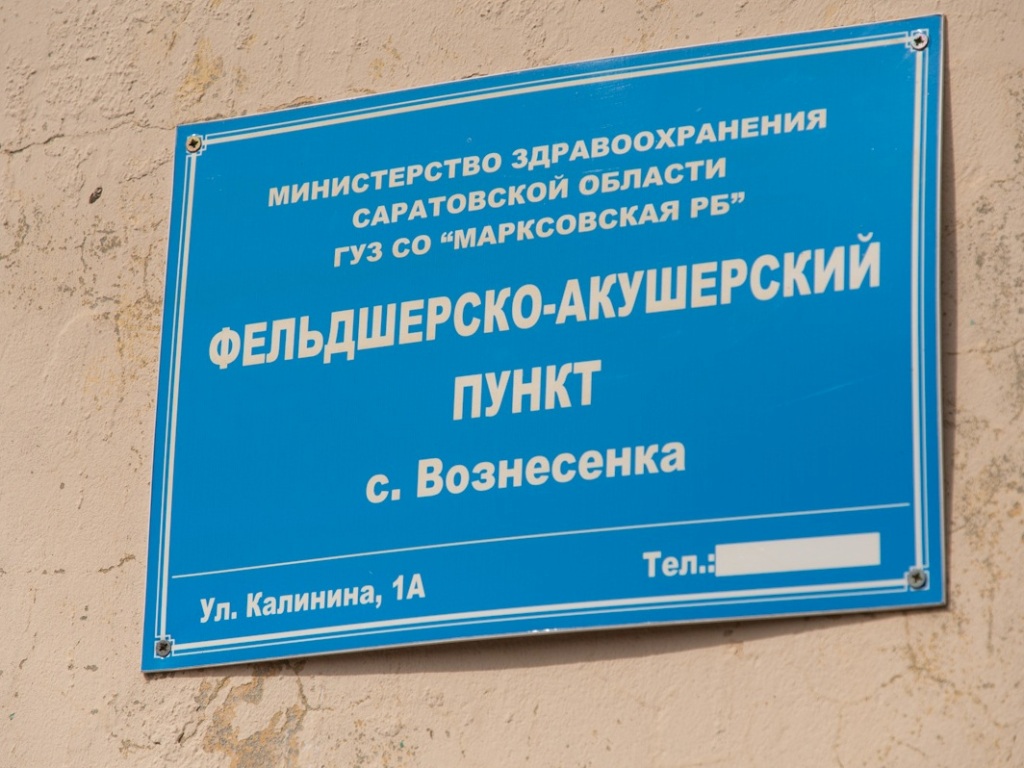 МИНИСТЕРСТВО ЗДРАВООХРАНЕНИЯ
САРАТОВСКОЙ ОБЛАСТИ
ГУЗ СО “МАРКСОВСКАЯ РБ”
ФЕЛЬДШЕРСКО-АКУШЕРСКИЙ
ПУНКТ
с. Вознесенка
Ул. Калинина, 1А
Тел.: